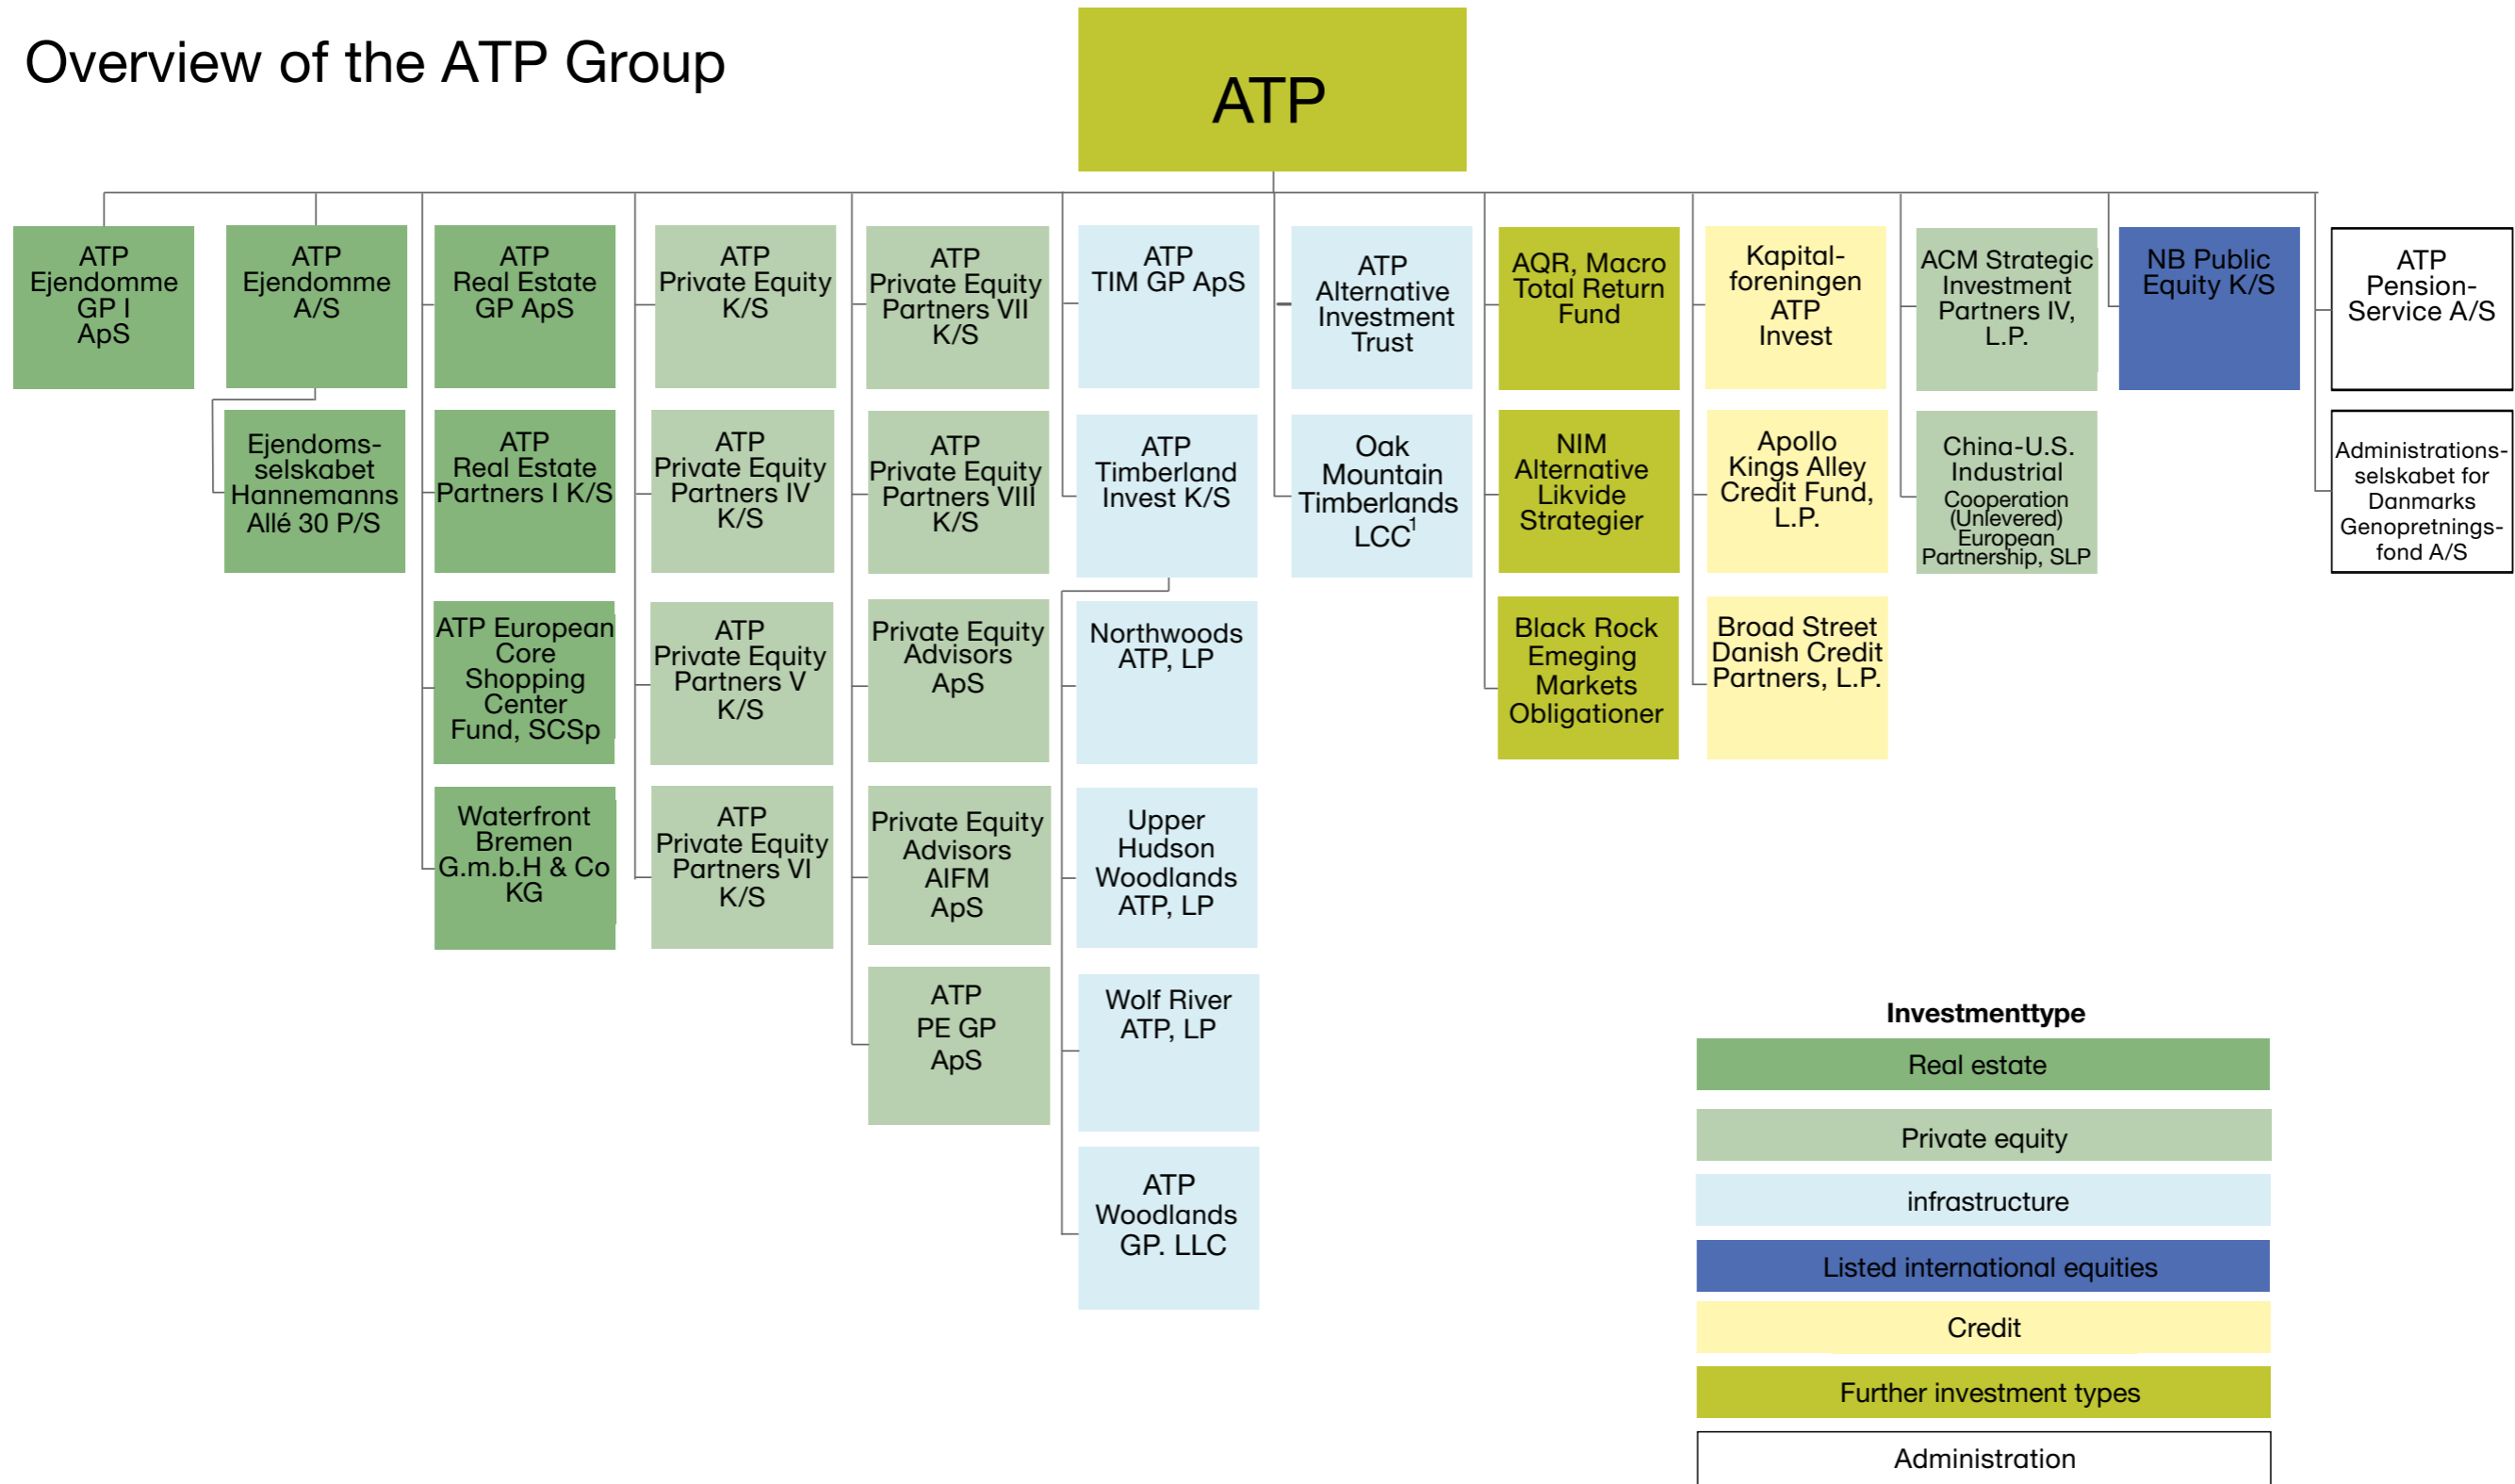 Overview of the ATP Group
ATP
ATP
Ejendomme
GP I
ApS
ATP
Ejendomme
A/S
ATP
Real Estate
GP ApS
ATP
Private Equity
K/S
ATP
Private Equity
Partners VII
K/S
ATP
TIM GP ApS
ATP
Alternative
Investment
Trust
AQR, Macro
Total Return
Fund
Kapital-
foreningen
ATP
Invest
ACM Strategic
Investment
Partners IV,
L.P.
NB Public
Equity K/S
ATP
Pension-
Service A/S
Ejendoms-
selskabet
Hannemanns
Allé 30 P/S
ATP
Real Estate
Partners I K/S
ATP
Private Equity
Partners IV
K/S
ATP
Private Equity
Partners VIII
K/S
ATP
Timberland
Invest K/S
Oak
Mountain
Timberlands
LCC1
NIM
Alternative
Likvide
Strategier
Apollo
Kings Alley
Credit Fund,
L.P.
China-U.S.
Industrial
Cooperation
(Unlevered)
European
Partnership, SLP
Administrations-
selskabet for
Danmarks
Genopretnings-
fond A/S
ATP European
Core
Shopping
Center
Fund, SCSp
ATP
Private Equity
Partners V
K/S
Private Equity
Advisors
ApS
Northwoods
ATP, LP
Black Rock
Emeging
Markets
Obligationer
Broad Street
Danish Credit
Partners, L.P.
Waterfront
Bremen
G.m.b.H & Co
KG
ATP
Private Equity
Partners VI
K/S
Private Equity
Advisors
AIFM
ApS
Upper
Hudson
Woodlands
ATP, LP
ATP
PE GP
ApS
Wolf River
ATP, LP
ATP
Woodlands
GP. LLC
Investmenttype
Real estate
Private equity
infrastructure
Listed international equities
Credit
Further investment types
Administration